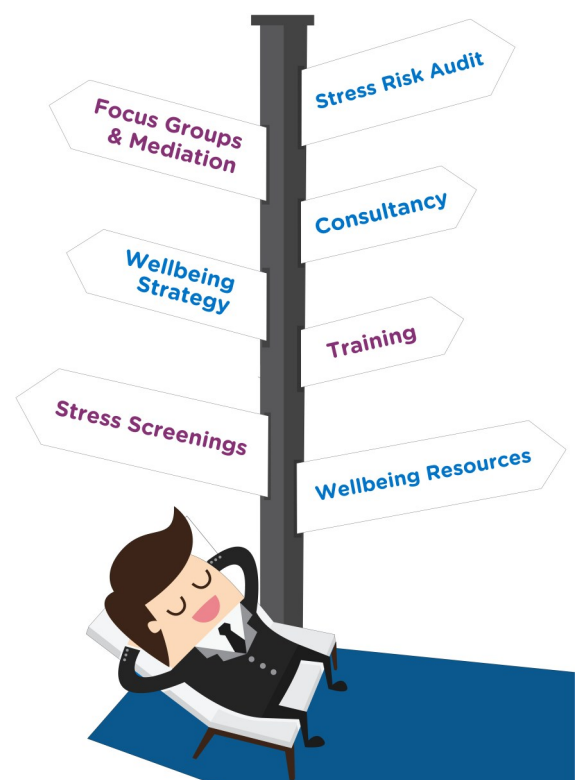 Stress Risk Audit
Focus Groups
& Mediation
Consultancy
Wellbeing
Strategy
Training
Stress Screenings
Wellbeing Resources